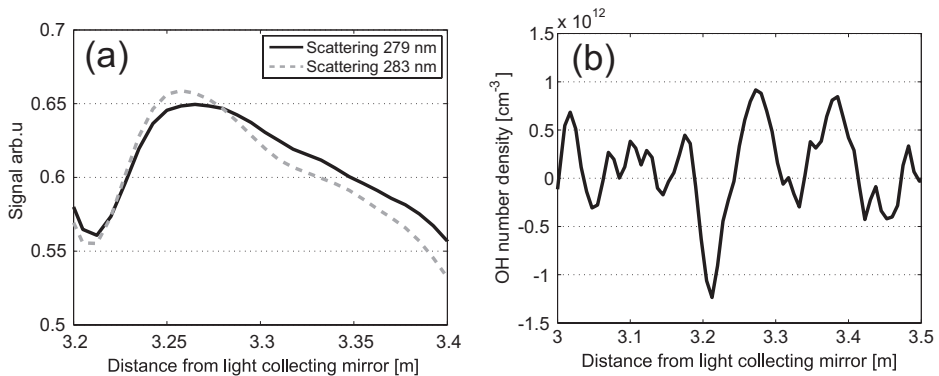 (a)
Scattering 279 nm
Scattering 283 nm
0.7
0.65
0.6
0.55
0.5
Signal arb.u
3.2
3.25
3.3
3.35
3.4
Distance from light collecting mirror [m]
(b)
x 10^12
1.5
1
0.5
0
-0.5
-1
-1.5
OH number density [cm^-3]
3
3.1
3.2
3.3
3.4
3.5
Distance from light collecting mirror [m]